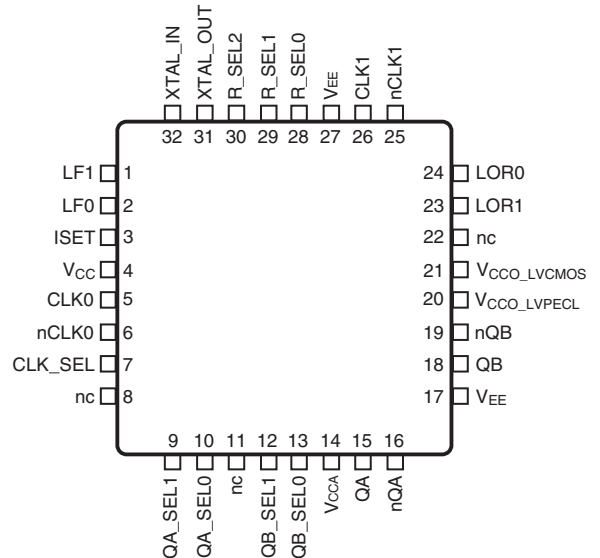 XTAL_IN XTAL_OUT R_SEL2 R_SEL1 R_SEL0 VEE CLK1 nCLK1
32 31 30 29 28 27 26 25
LF1 1 24 LOR0
LF0 2 23 LOR1
ISET 3 22 nc
VCC 4 21 VCCO_LVCMOS
CLK0 5 20 VCCO_LVPECL
nCLK0 6 19 nQB
CLK_SEL 7 18 QB
nc 8 17 VEE
9 10 11 12 13 14 15 16
QA_SEL1 QA_SEL0 nc QB_SEL1 QB_SEL0 VCCA QA nQA